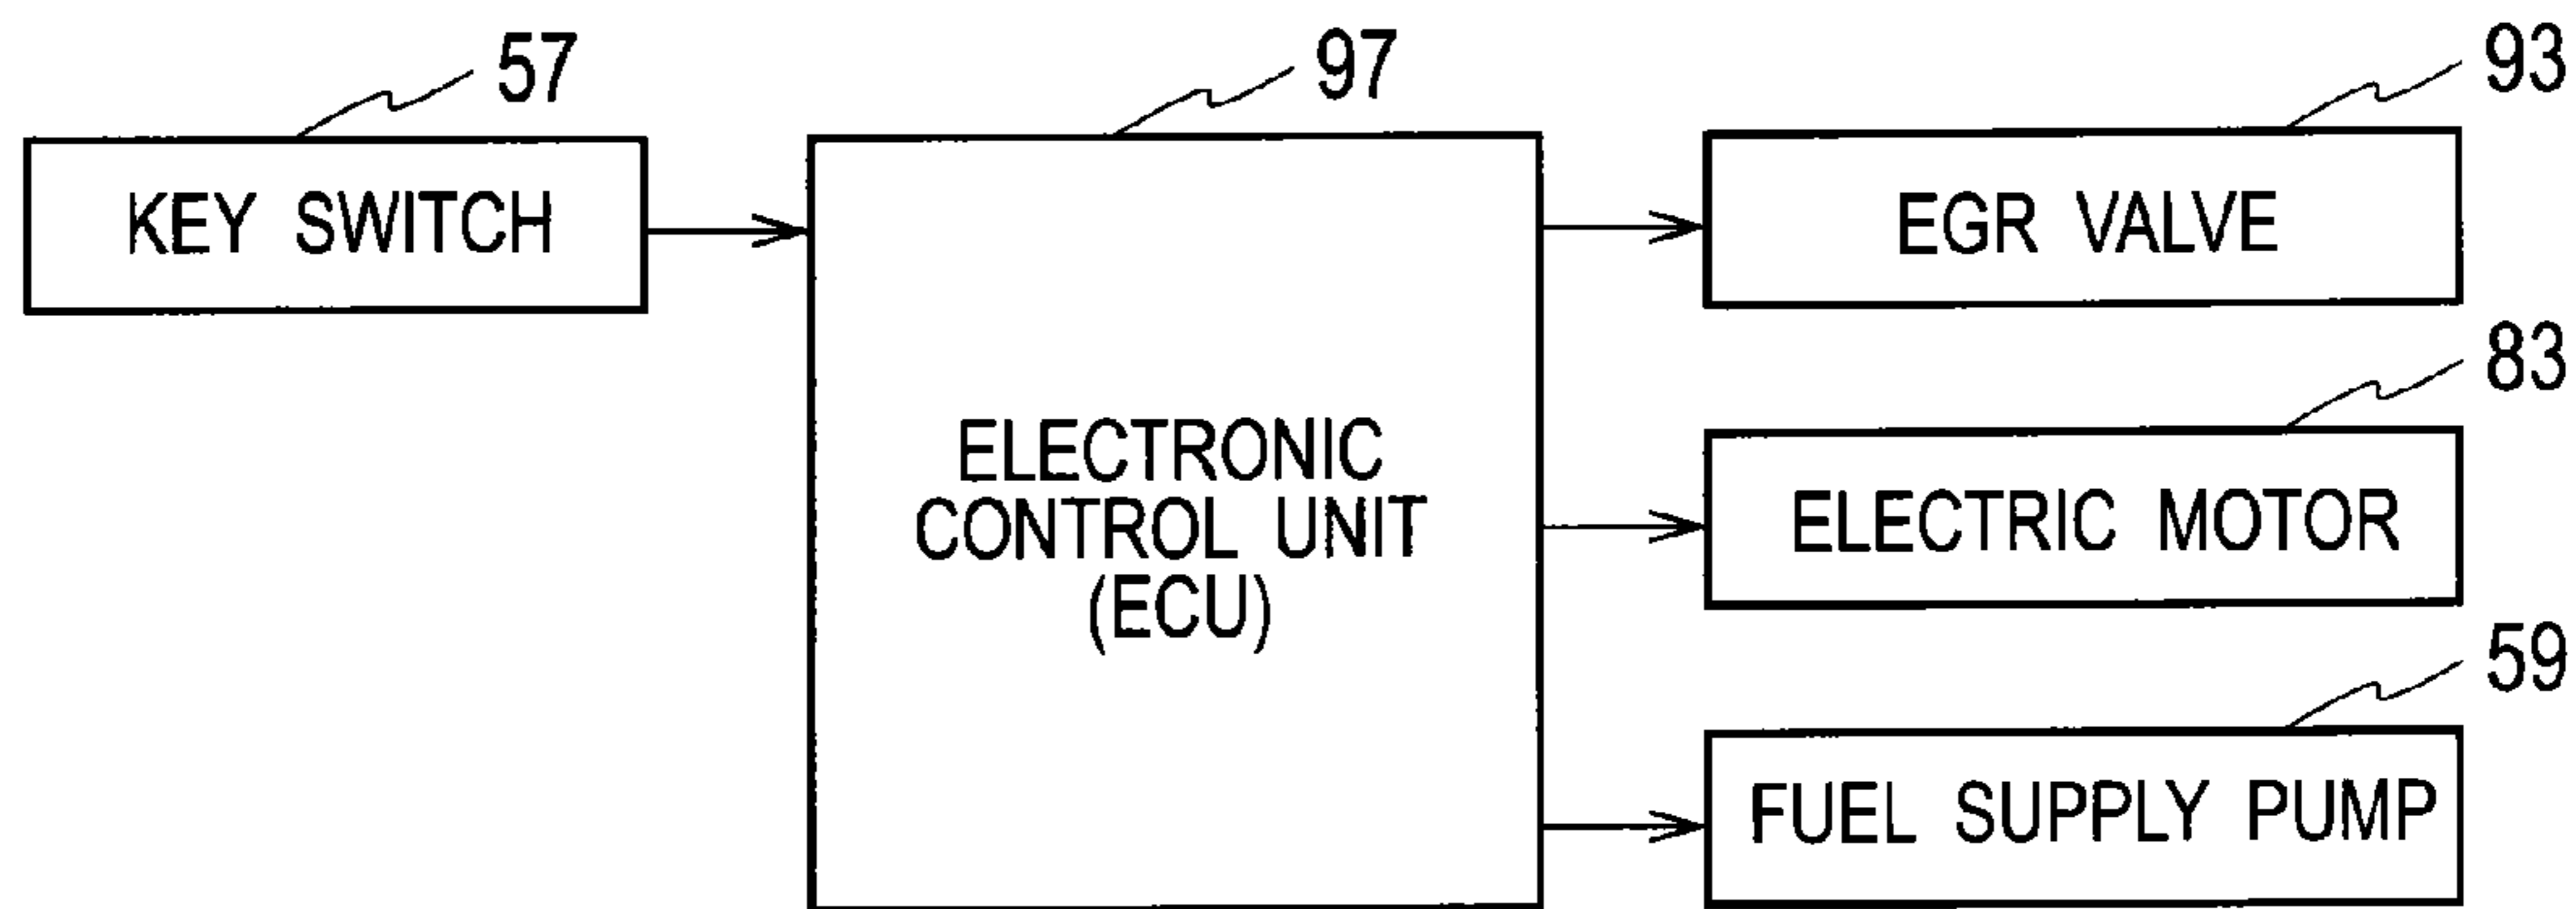 57
97
93
KEY SWITCH
EGR VALVE
83
ELECTRONIC
CONTROL UNIT
(ECU)
ELECTRIC MOTOR
59
FUEL SUPPLY PUMP